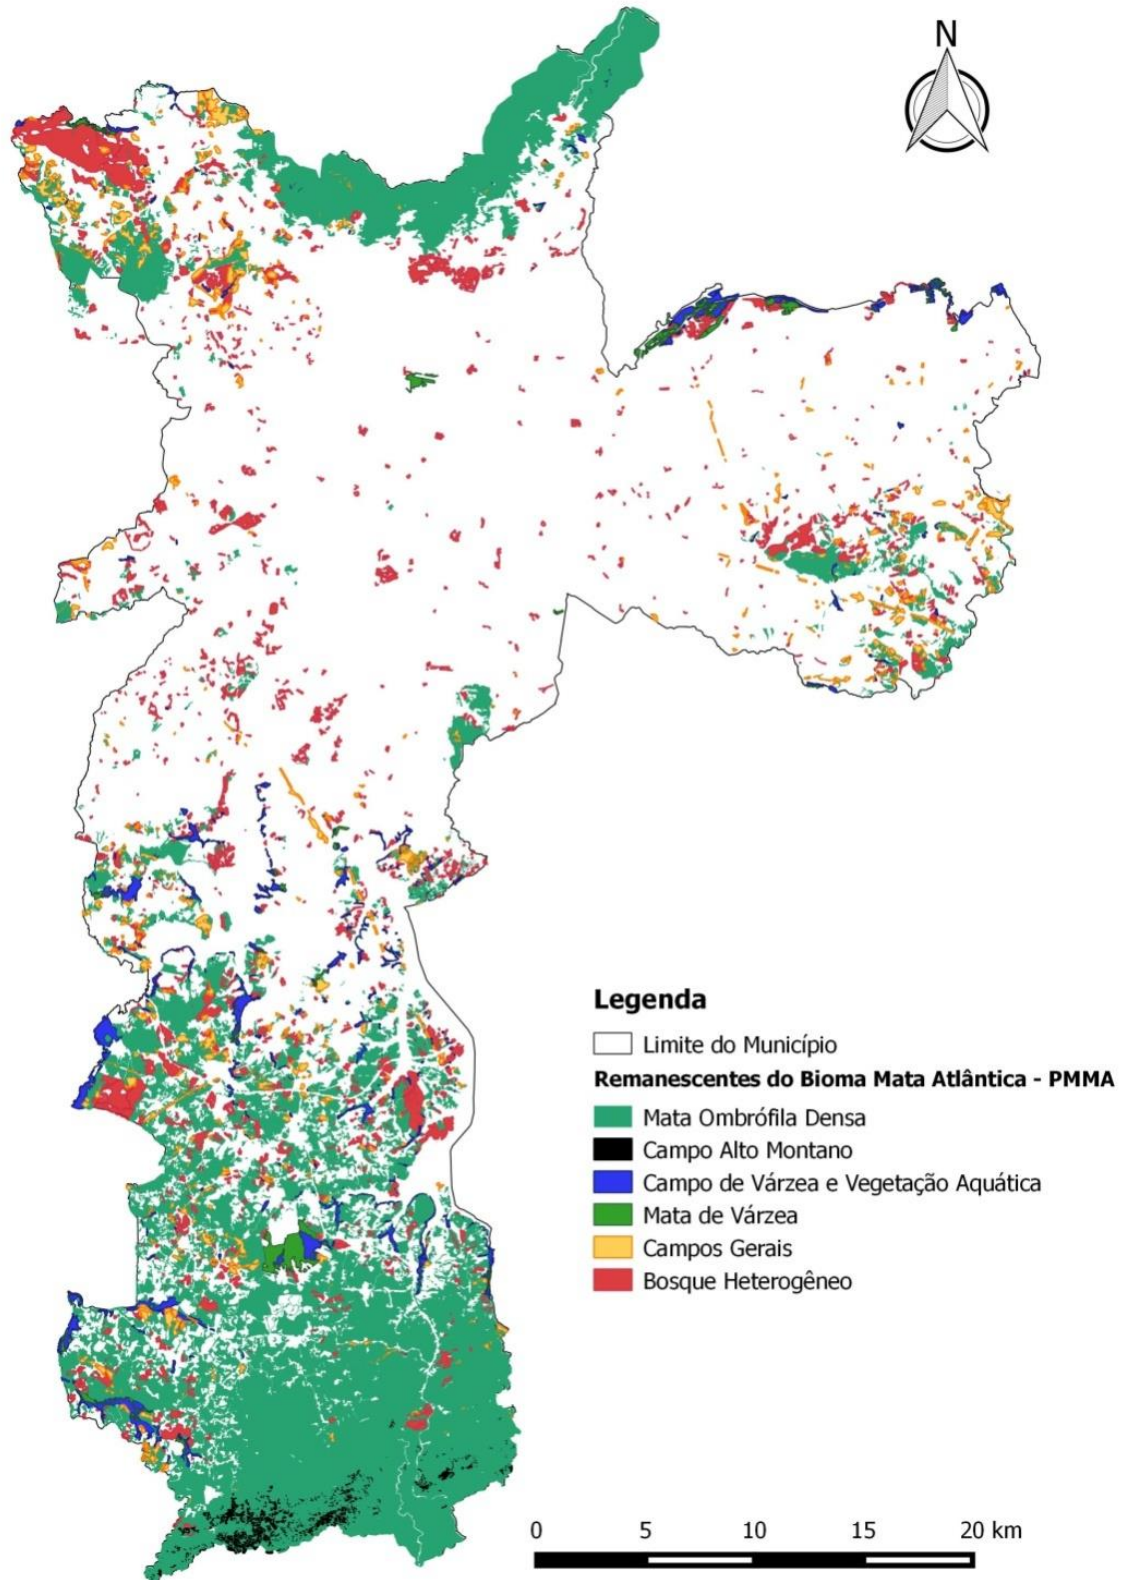 N
Legenda
Limite do Município
Remanescentes do Bioma Mata Atlântica - PMMA
Mata Ombrófila Densa
Campo Alto Montano
Campo de Várzea e Vegetação Aquática
Mata de Várzea
Campos Gerais
Bosque Heterogêneo
0 5 10 15 20 km